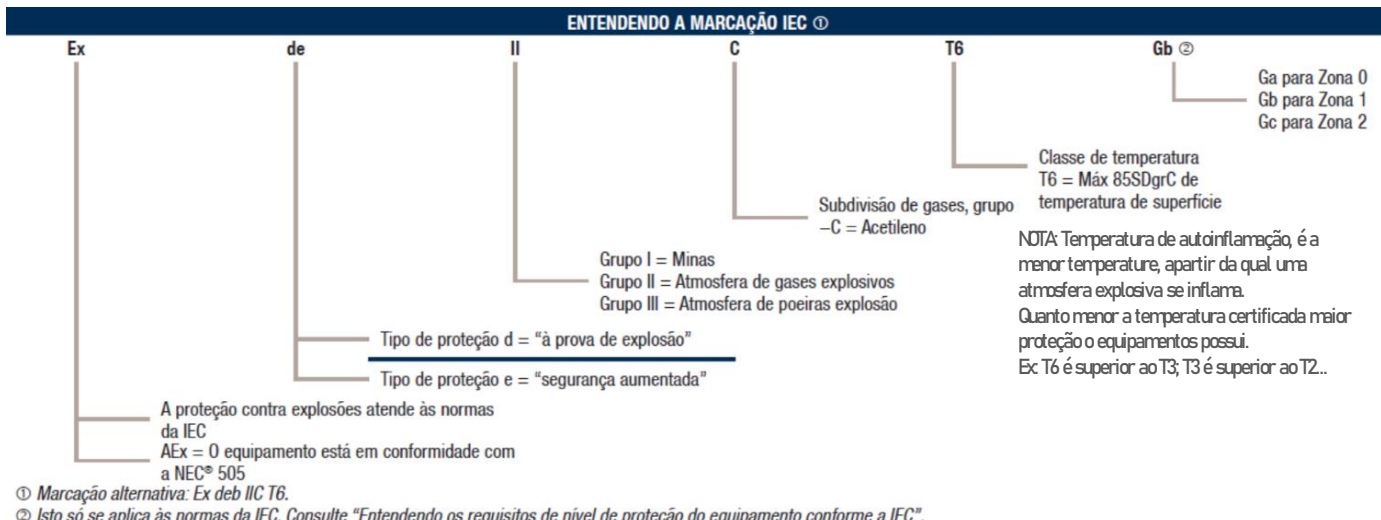 ENTENDENDO A MARCAÇÃO IEC ①
Ex de II C T6 Gb ②
Ga para Zona 0
Gb para Zona 1
Gc para Zona 2
Classe de temperatura
T6 = Máx 85SDgrC de
temperatura de superfície
Subdivisão de gases, grupo
–C = Acetileno
NOTA: Temperatura de autoinflamação, é a
menor temperature, apartir da qual uma
atmosfera explosiva se inflama.
Quanto menor a temperatura certificada maior
proteção o equipamentos possui.
Ex: T6 é superior ao T3; T3 é superior ao T2...
Grupo I = Minas
Grupo II = Atmosfera de gases explosivos
Grupo III = Atmosfera de poeiras explosão
Tipo de proteção d = “à prova de explosão”
Tipo de proteção e = “segurança aumentada”
A proteção contra explosões atende às normas
da IEC
AEx = O equipamento está em conformidade com
a NEC® 505
① Marcação alternativa: Ex deb IIC T6.
② Isto só se aplica às normas da IEC. Consulte “Entendendo os requisitos de nível de proteção do equipamento conforme a IEC”.